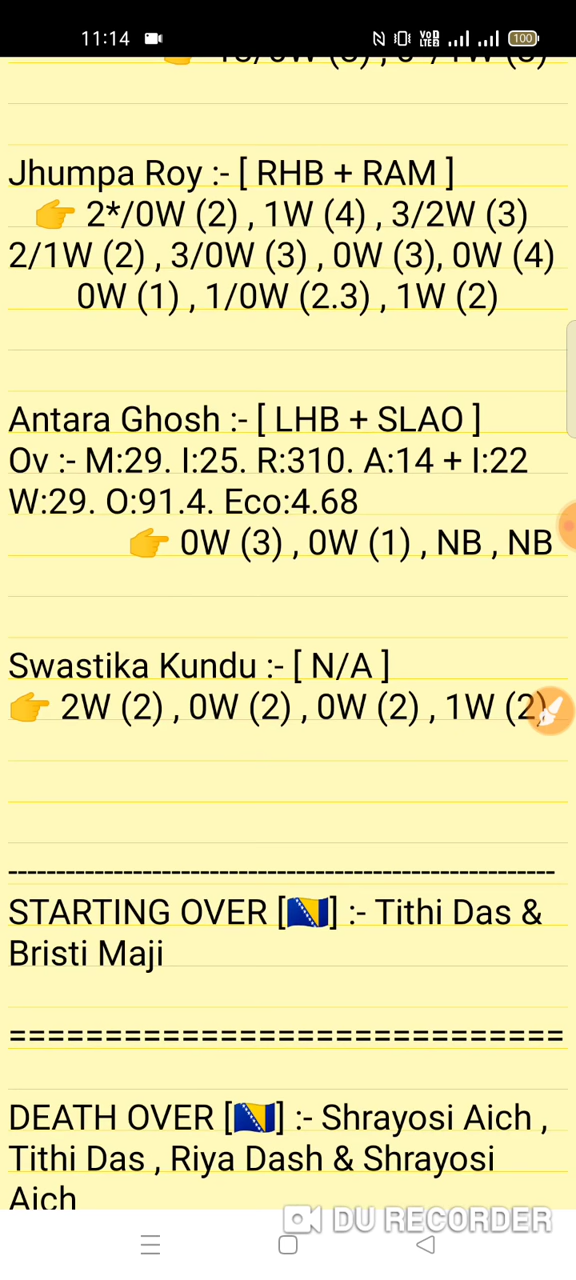 11:14 VoD LTE2 100
Jhumpa Roy :- [ RHB + RAM ]
👉 2*/0W (2) , 1W (4) , 3/2W (3)
2/1W (2) , 3/0W (3) , 0W (3), 0W (4)
0W (1) , 1/0W (2.3) , 1W (2)
Antara Ghosh :- [ LHB + SLAO ]
Ov :- M:29. I:25. R:310. A:14 + I:22
W:29. O:91.4. Eco:4.68
👉 0W (3) , 0W (1) , NB , NB
Swastika Kundu :- [ N/A ]
👉 2W (2) , 0W (2) , 0W (2) , 1W (2)
---------------------------------------------------------
STARTING OVER [🇧🇦] :- Tithi Das &
Bristi Maji
=============================
DEATH OVER [🇧🇦] :- Shrayosi Aich ,
Tithi Das , Riya Dash & Shrayosi
Aich
DU RECORDER